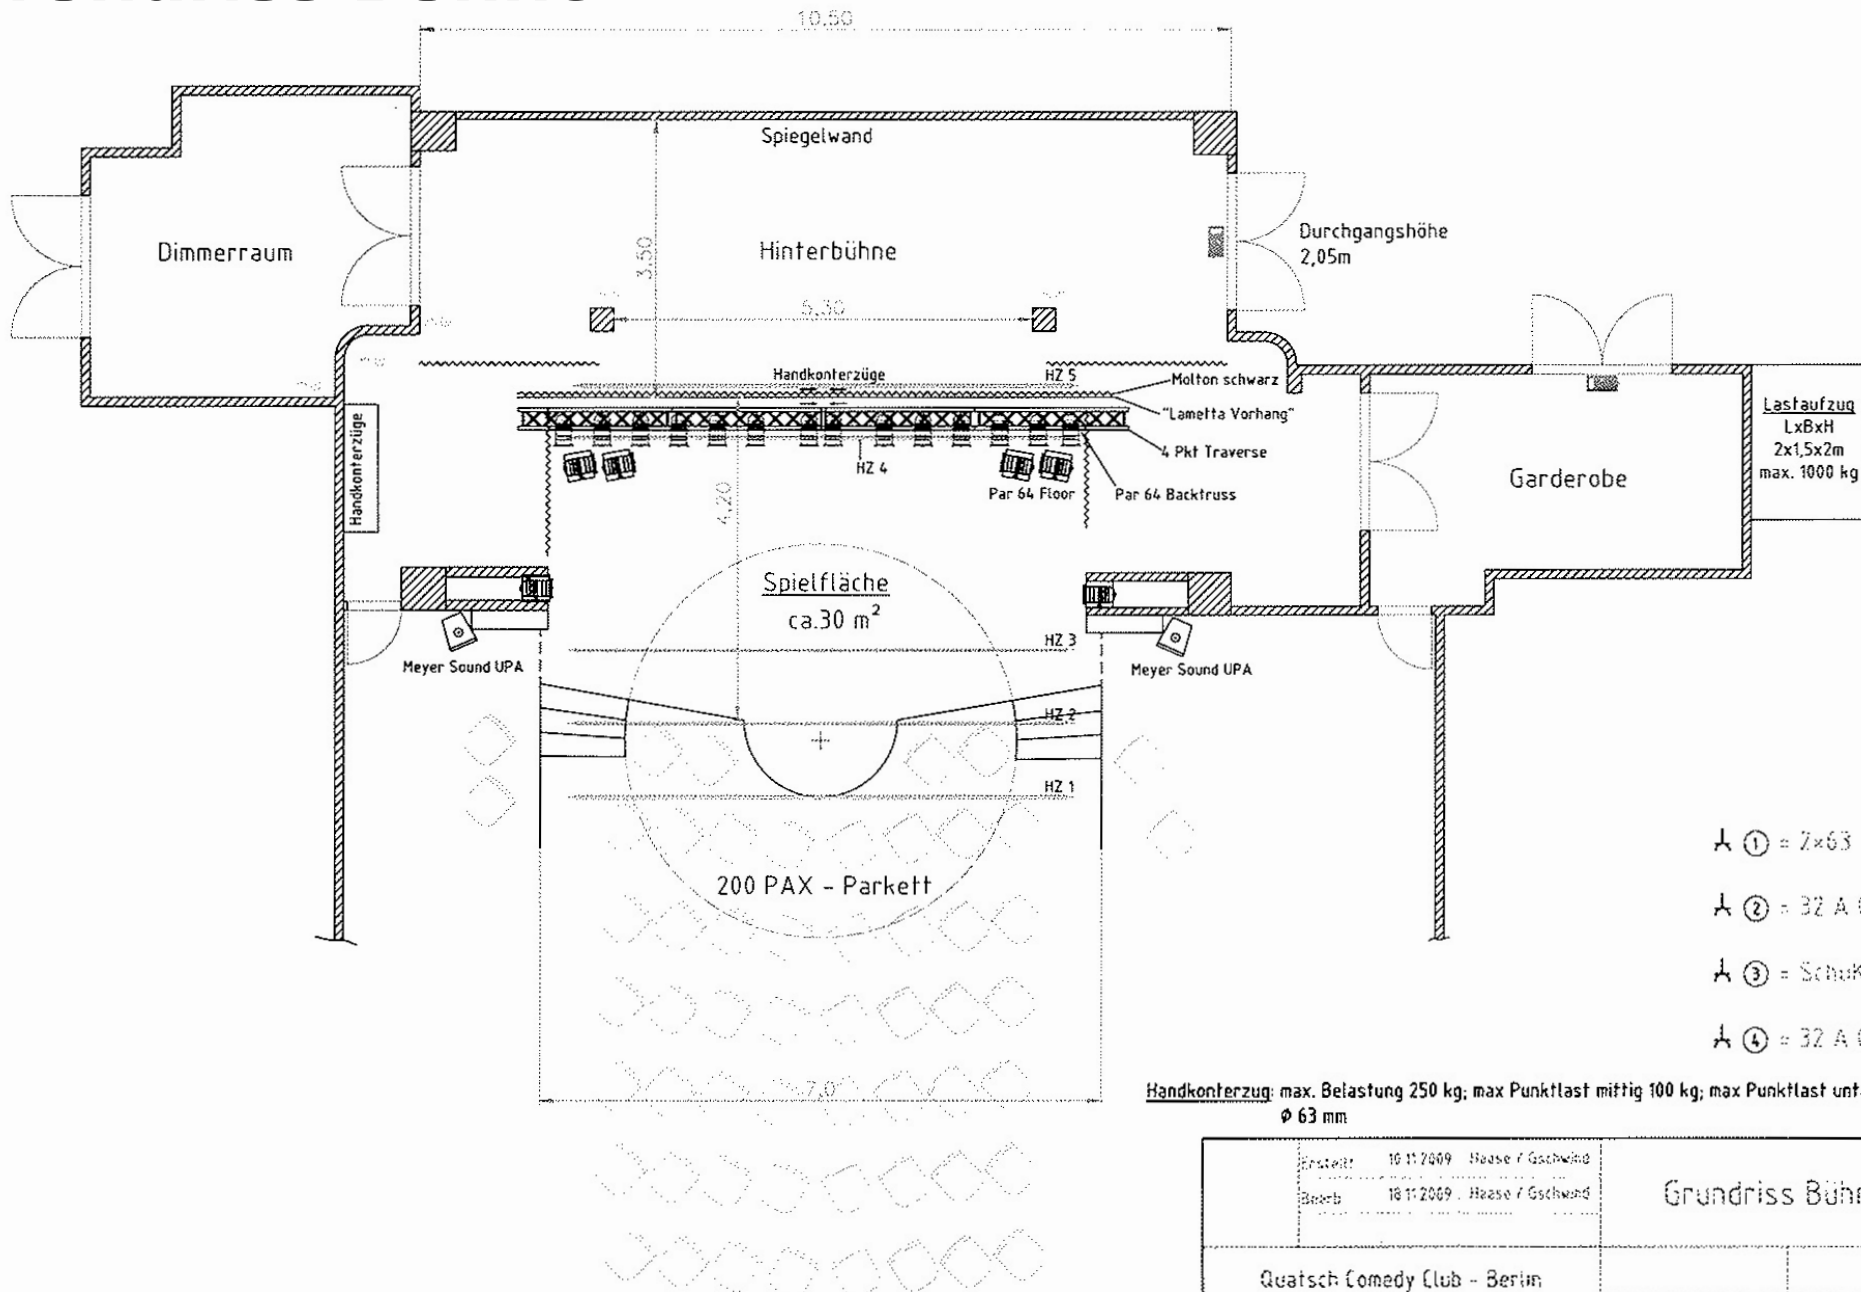 10,50
Spiegelwand
Dimmerraum
Hinterbühne
3,50
Durchgangshöhe
2,05m
5,30
Handkonterzüge
HZ 5
Molton schwarz
"Lametta Vorhang"
4 Pkt Traverse
HZ 4
Par 64 Floor
Par 64 Backtruss
Handkonterzüge
4,20
Garderobe
Lastaufzug
LxBxH
2x1,5x2m
max. 1000 kg
Spielfläche
ca.30 m²
HZ 3
Meyer Sound UPA
Meyer Sound UPA
HZ 2
HZ 1
200 PAX - Parkett
7,0
① = 2x63
② = 32 A
③ = Schuk
④ = 32 A
Handkonterzug: max. Belastung 250 kg; max Punktlast mittig 100 kg; max Punktlast unt
Φ 63 mm
Erstellt 10.11.2009 Haase / Gschwind
Bearb 18.11.2009 Haase / Gschwind
Grundriss Büh
Quatsch Comedy Club - Berlin